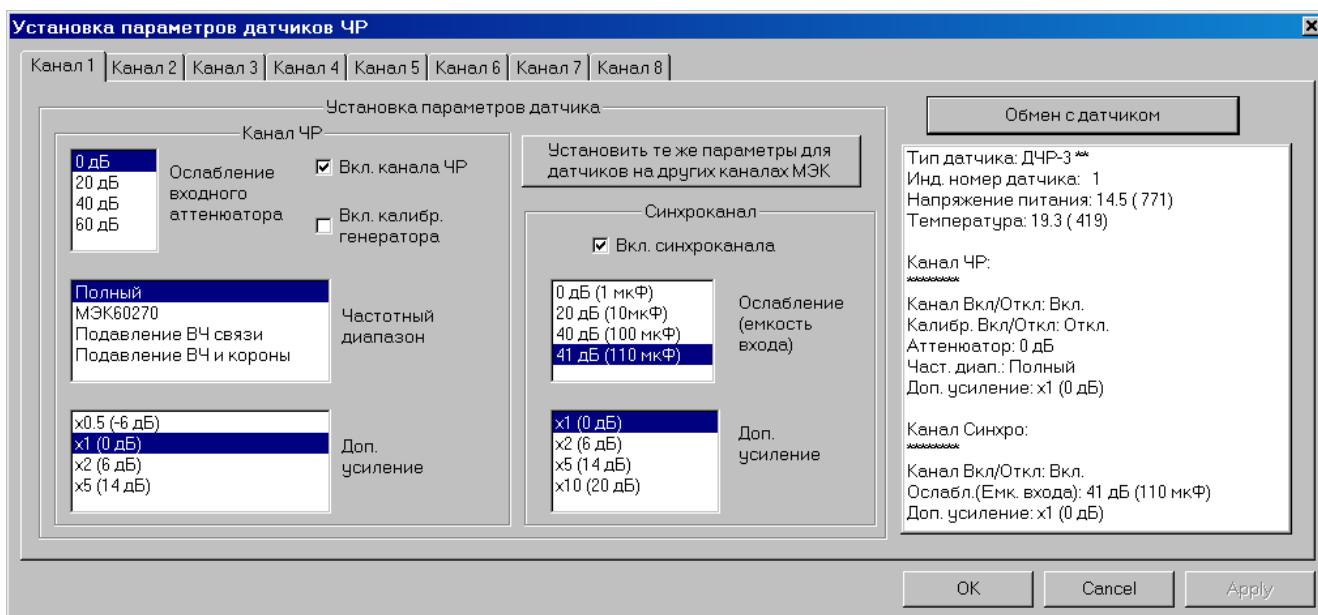 Установка параметров датчиков ЧР
Канал 1
Канал 2
Канал 3
Канал 4
Канал 5
Канал 6
Канал 7
Канал 8
Установка параметров датчика
Канал ЧР
0 дБ
20 дБ
40 дБ
60 дБ
Ослабление
входного
аттенюатора
Вкл. канала ЧР
Вкл. калибр.
генератора
Полный
МЭК60270
Подавление ВЧ связи
Подавление ВЧ и короны
Частотный
диапазон
x0.5 (-6 дБ)
x1 (0 дБ)
x2 (6 дБ)
x5 (14 дБ)
Доп.
усиление
Установить те же параметры для
датчиков на других каналах МЭК
Синхроканал
Вкл. синхроканала
0 дБ (1 мкФ)
20 дБ (10мкФ)
40 дБ (100 мкФ)
41 дБ (110 мкФ)
Ослабление
(емкость
входа)
x1 (0 дБ)
x2 (6 дБ)
x5 (14 дБ)
x10 (20 дБ)
Доп.
усиление
Обмен с датчиком
Тип датчика: ДЧР-3 **
Инд. номер датчика: 1
Напряжение питания: 14.5 ( 771)
Температура: 19.3 ( 419)
Канал ЧР:
*********
Канал Вкл/Откл: Вкл.
Калибр. Вкл/Откл: Откл.
Аттенюатор: 0 дБ
Част. диап.: Полный
Доп. усиление: x1 (0 дБ)
Канал Синхро:
*********
Канал Вкл/Откл: Вкл.
Ослабл.(Емк. входа): 41 дБ (110 мкФ)
Доп. усиление: x1 (0 дБ)
OK
Cancel
Apply